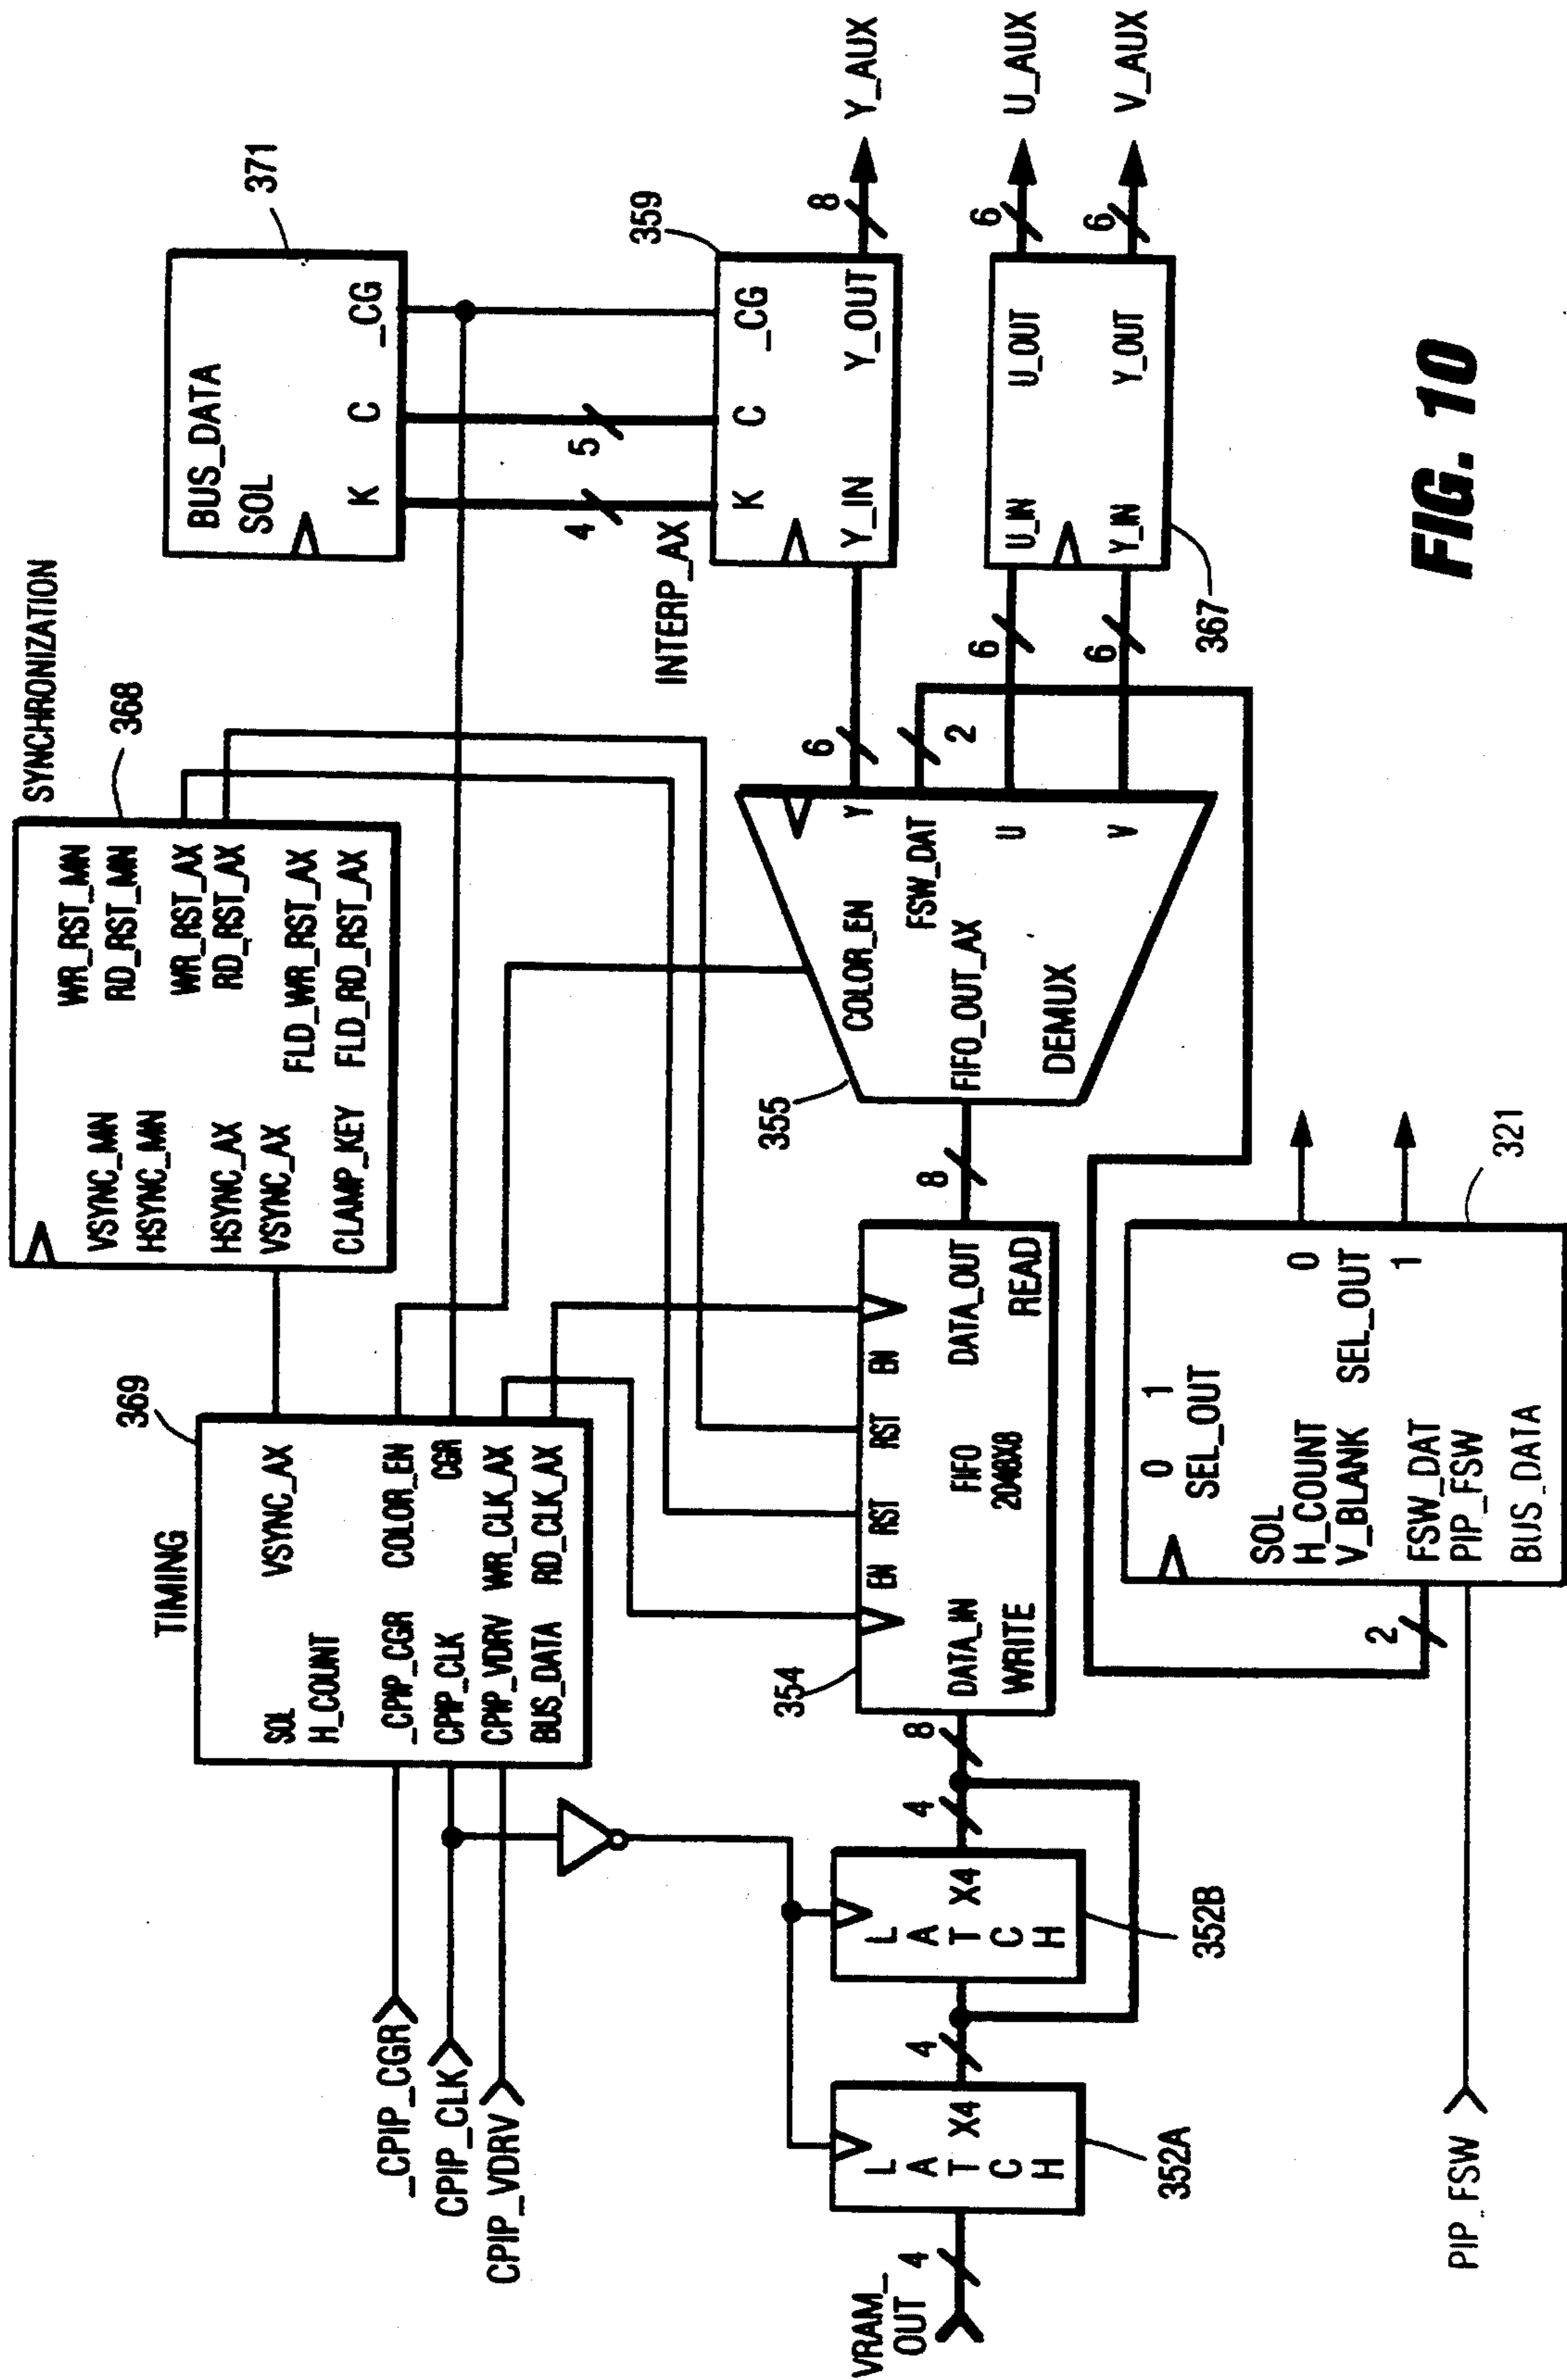 SYNCHRONIZATION
368
VSYNC_MN
HSYNC_MN
HSYNC_AX
VSYNC_AX
CLAMP_KEY
WR_RST_MN
RD_RST_MN
WR_RST_AX
RD_RST_AX
FLD_WR_RST_AX
FLD_RD_RST_AX
371
BUS_DATA
SOL
K
C
_CG
TIMING
369
SOL
H_COUNT
_CPIP_CGR
CPIP_CLK
CPIP_VDRV
BUS_DATA
VSYNC_AX
COLOR_EN
CGR
WR_CLK_AX
RD_CLK_AX
_CPIP_CGR
CPIP_CLK
CPIP_VDRV
4
5
INTERP_AX
359
K
C
_CG
Y_IN
Y_OUT
8
Y_AUX
VRAM_
OUT
4
LATCH
X4
352A
4
LATCH
X4
352B
4
8
354
EN
RST
RST
EN
DATA_IN
FIFO
DATA_OUT
WRITE
2048X8
READ
8
355
COLOR_EN
Y
FSW_DAT
FIFO_OUT_AX
U
DEMUX
V
6
2
6
6
U_IN
U_OUT
Y_IN
Y_OUT
367
6
U_AUX
6
V_AUX
PIP_FSW
2
0 1
SEL_OUT
SOL
H_COUNT
V_BLANK
FSW_DAT
PIP_FSW
BUS_DATA
0
SEL_OUT
1
321
FIG. 10